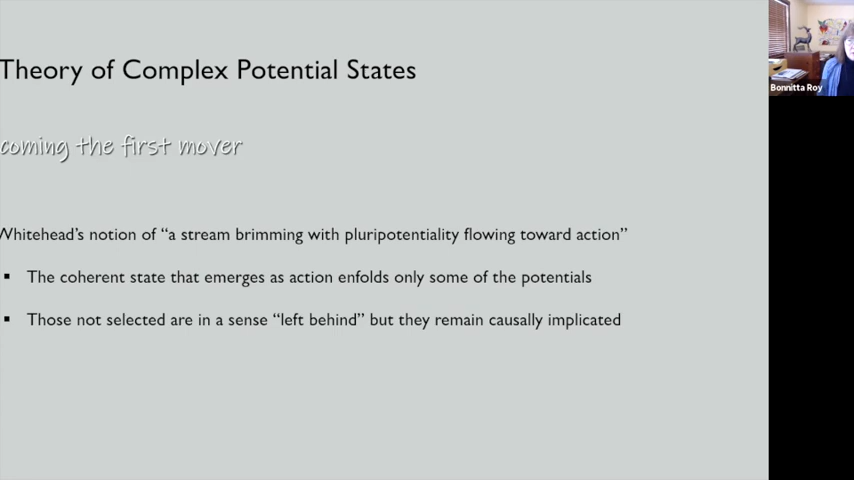 Theory of Complex Potential States
coming the first mover
Whitehead's notion of “a stream brimming with pluripotentiality flowing toward action”
▪ The coherent state that emerges as action enfolds only some of the potentials
▪ Those not selected are in a sense “left behind” but they remain causally implicated
Bonnitta Roy